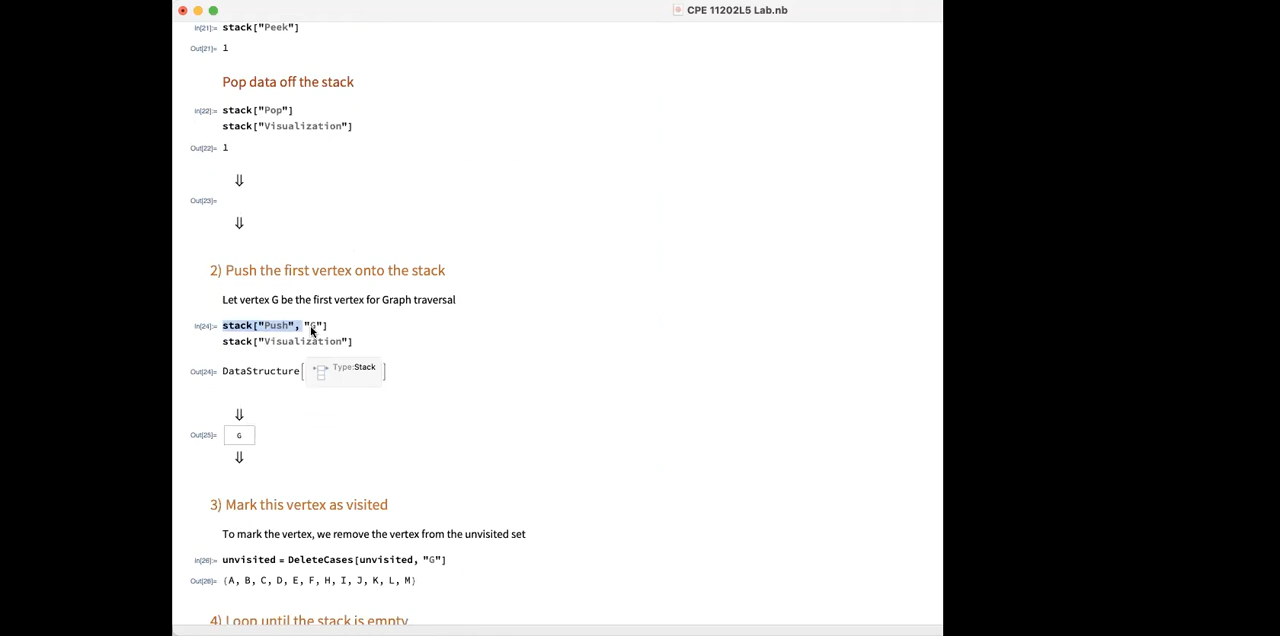 CPE 11202L5 Lab.nb
In[21]:= stack["Peek"]
Out[21]= 1
Pop data off the stack
In[22]:= stack["Pop"]
stack["Visualization"]
Out[22]= 1
⇓
Out[23]=
⇓
2) Push the first vertex onto the stack
Let vertex G be the first vertex for Graph traversal
In[24]:= stack["Push", "G"]
stack["Visualization"]
Out[24]= DataStructure[ Type:Stack ]
⇓
Out[25]= G
⇓
3) Mark this vertex as visited
To mark the vertex, we remove the vertex from the unvisited set
In[26]:= unvisited = DeleteCases[unvisited, "G"]
Out[26]= {A, B, C, D, E, F, H, I, J, K, L, M}
4) Loop until the stack is empty